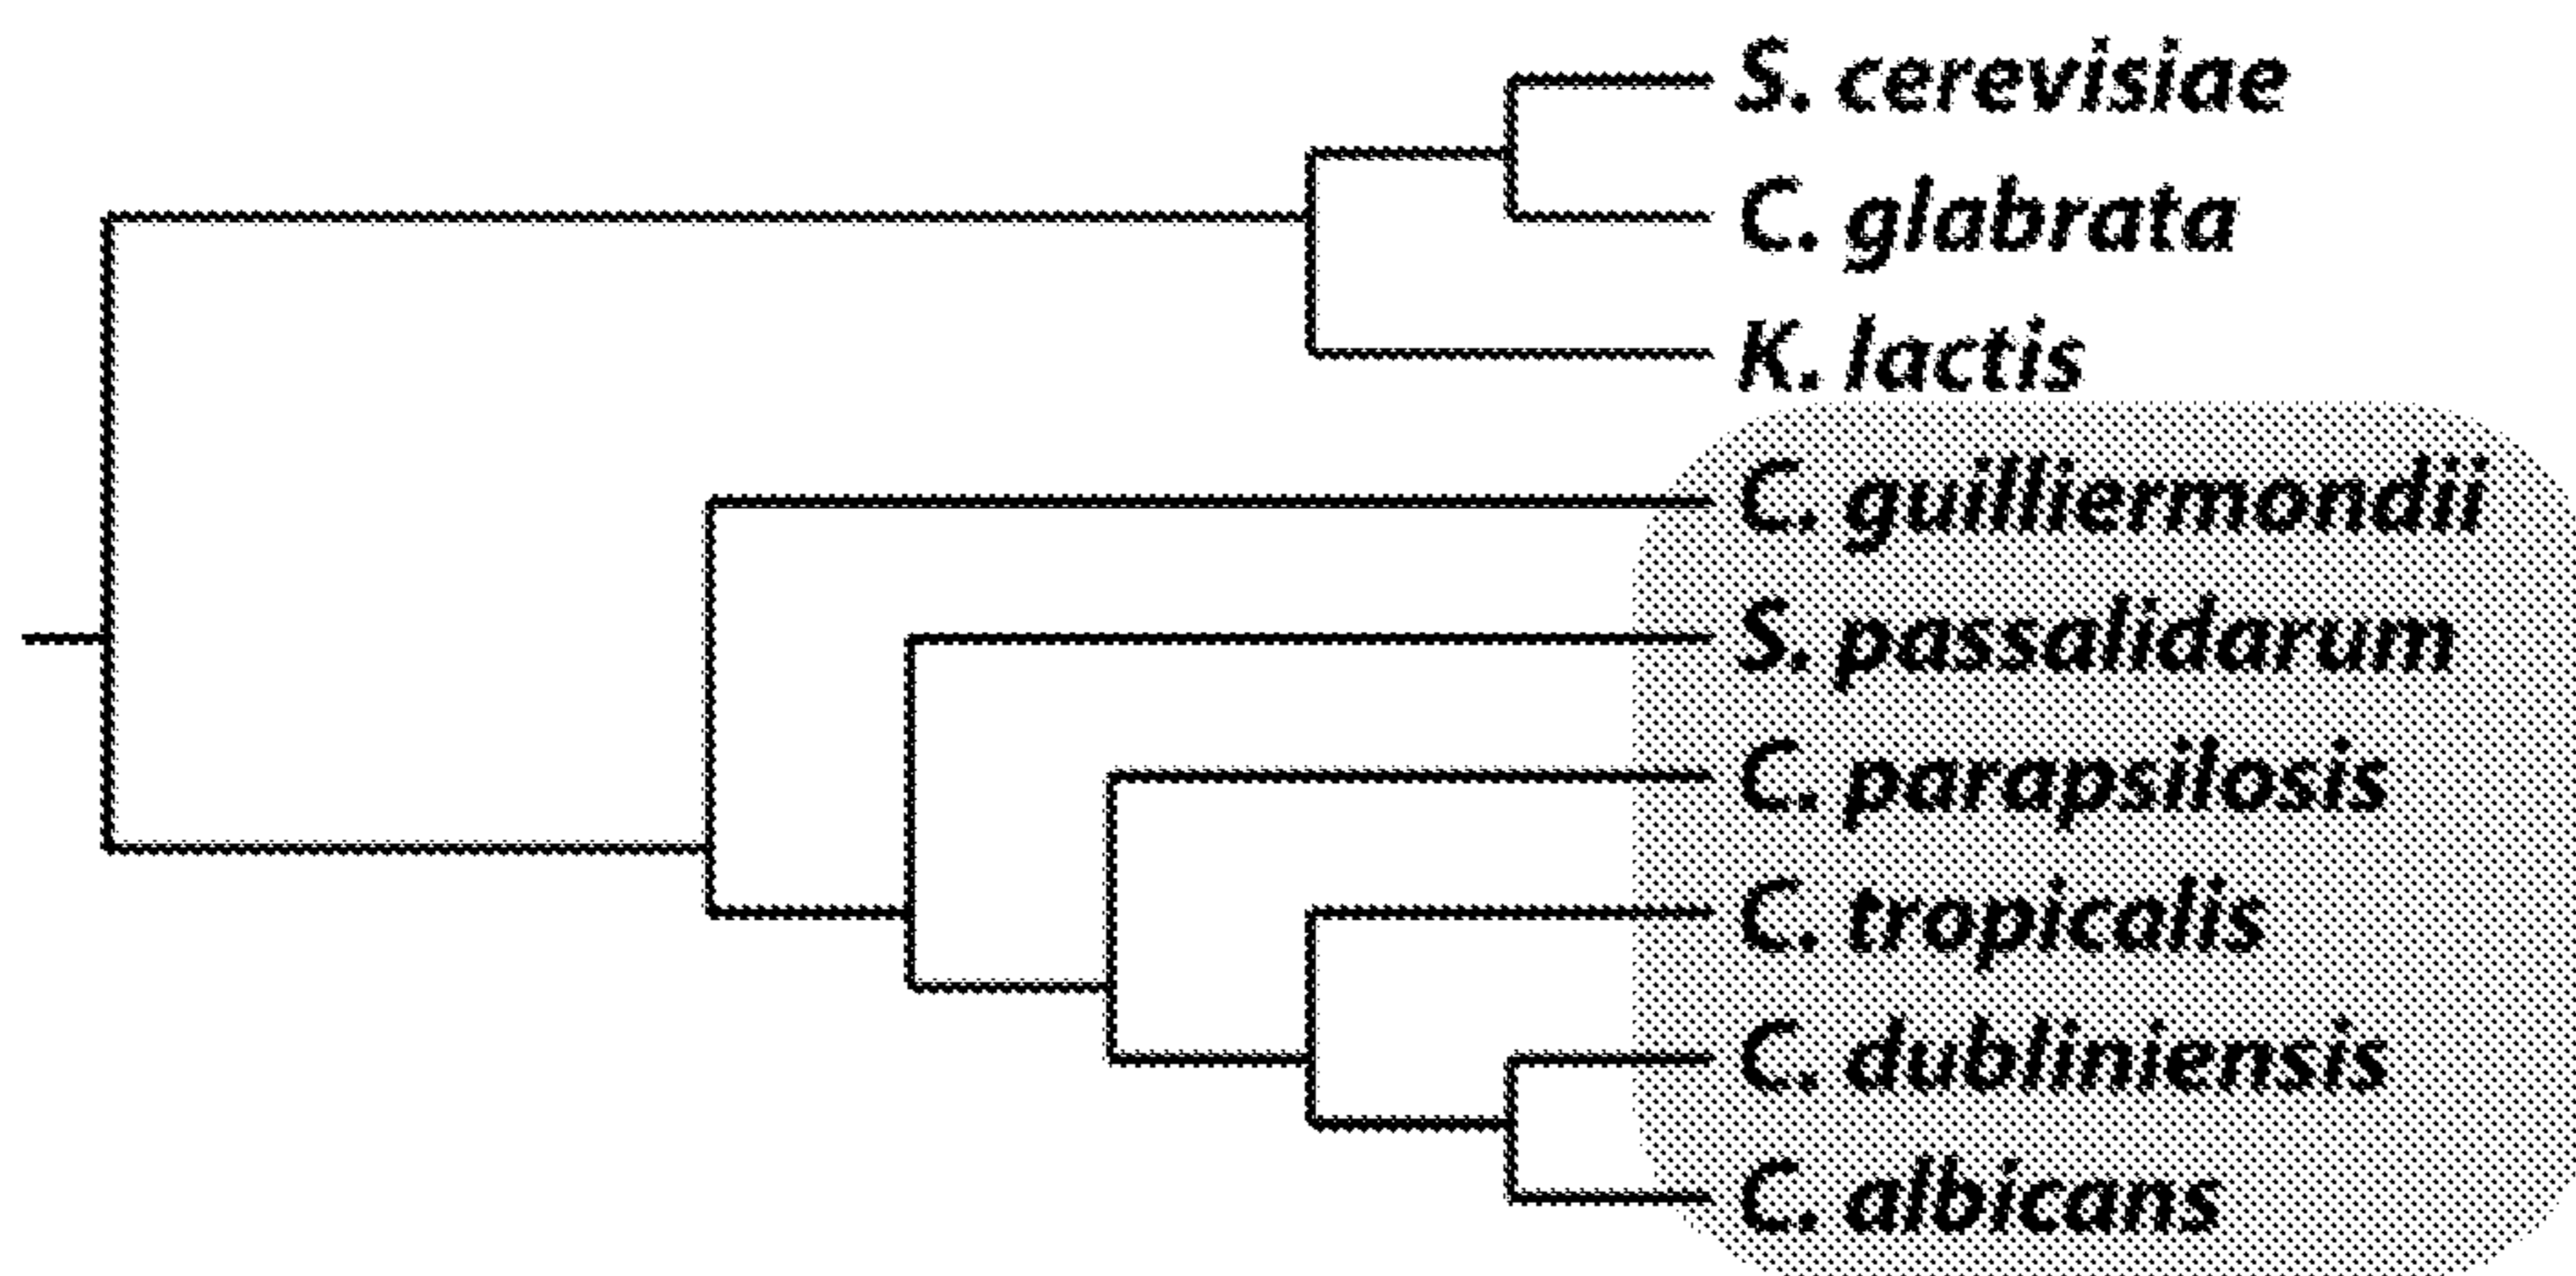 S. cerevisiae
C. glabrata
K. lactis
C. guilliermondii
S. passalidarum
C. parapsilosis
C. tropicalis
C. dubliniensis
C. albicans